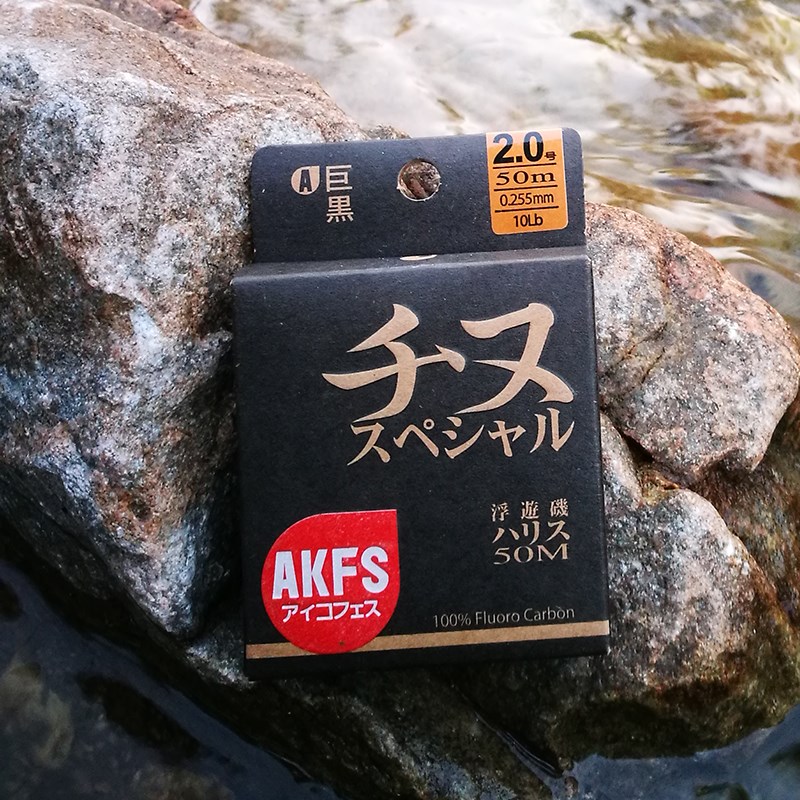 A 巨黒
2.0号
50m
0.255mm
10Lb
チヌ
スペシャル
浮遊磯
ハリス
50M
AKFS
アイコフェス
100% Fluoro Carbon